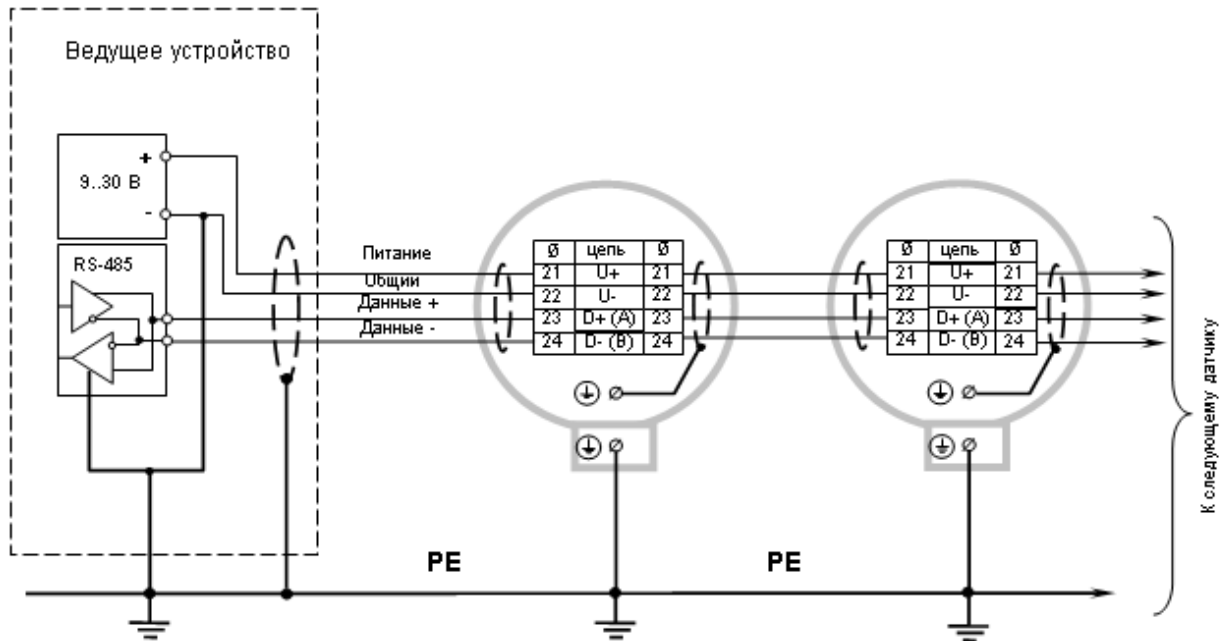 Ведущее устройство
+
9..30 В
-
RS-485
Питание
Общий
Данные +
Данные -
Ø цепь Ø
21 U+ 21
22 U- 22
23 D+ (A) 23
24 D- (B) 24
Ø цепь Ø
21 U+ 21
22 U- 22
23 D+ (A) 23
24 D- (B) 24
К следующему датчику
PE
PE